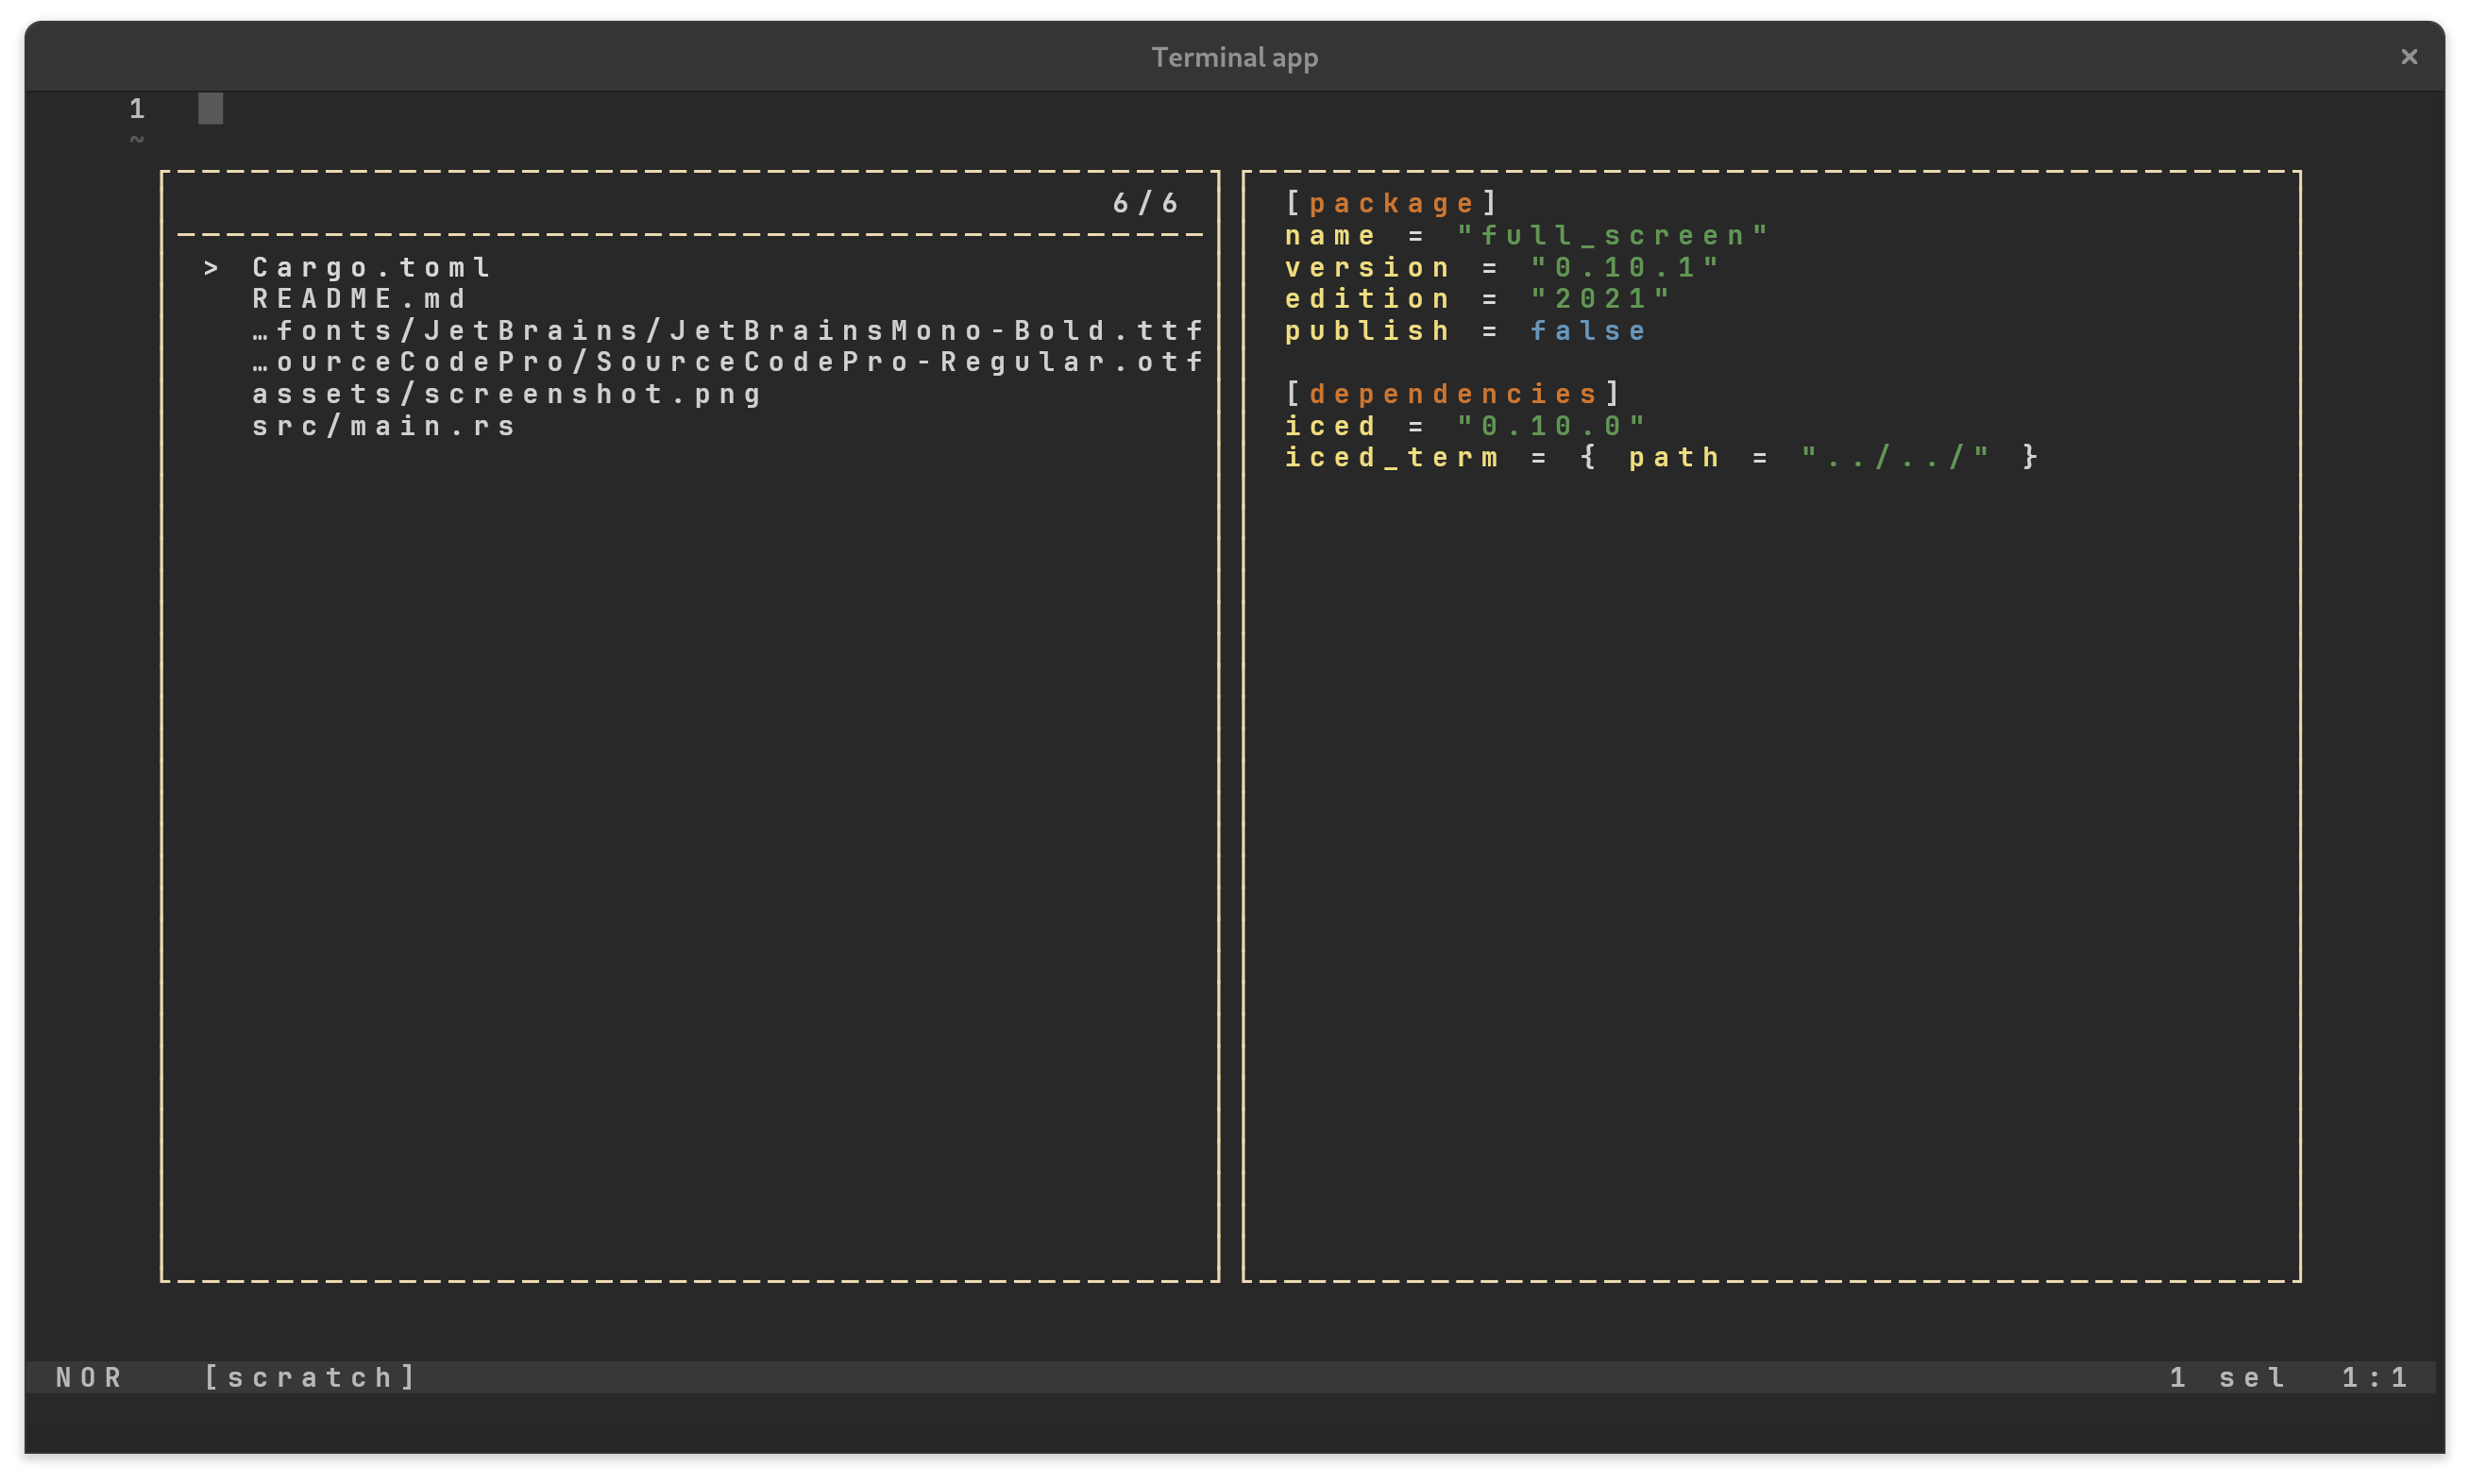 Terminal app
1
~
6/6
> Cargo.toml
README.md
…fonts/JetBrains/JetBrainsMono-Bold.ttf
…ourceCodePro/SourceCodePro-Regular.otf
assets/screenshot.png
src/main.rs
[package]
name = "full_screen"
version = "0.10.1"
edition = "2021"
publish = false
[dependencies]
iced = "0.10.0"
iced_term = { path = "../../" }
NOR [scratch] 1 sel 1:1